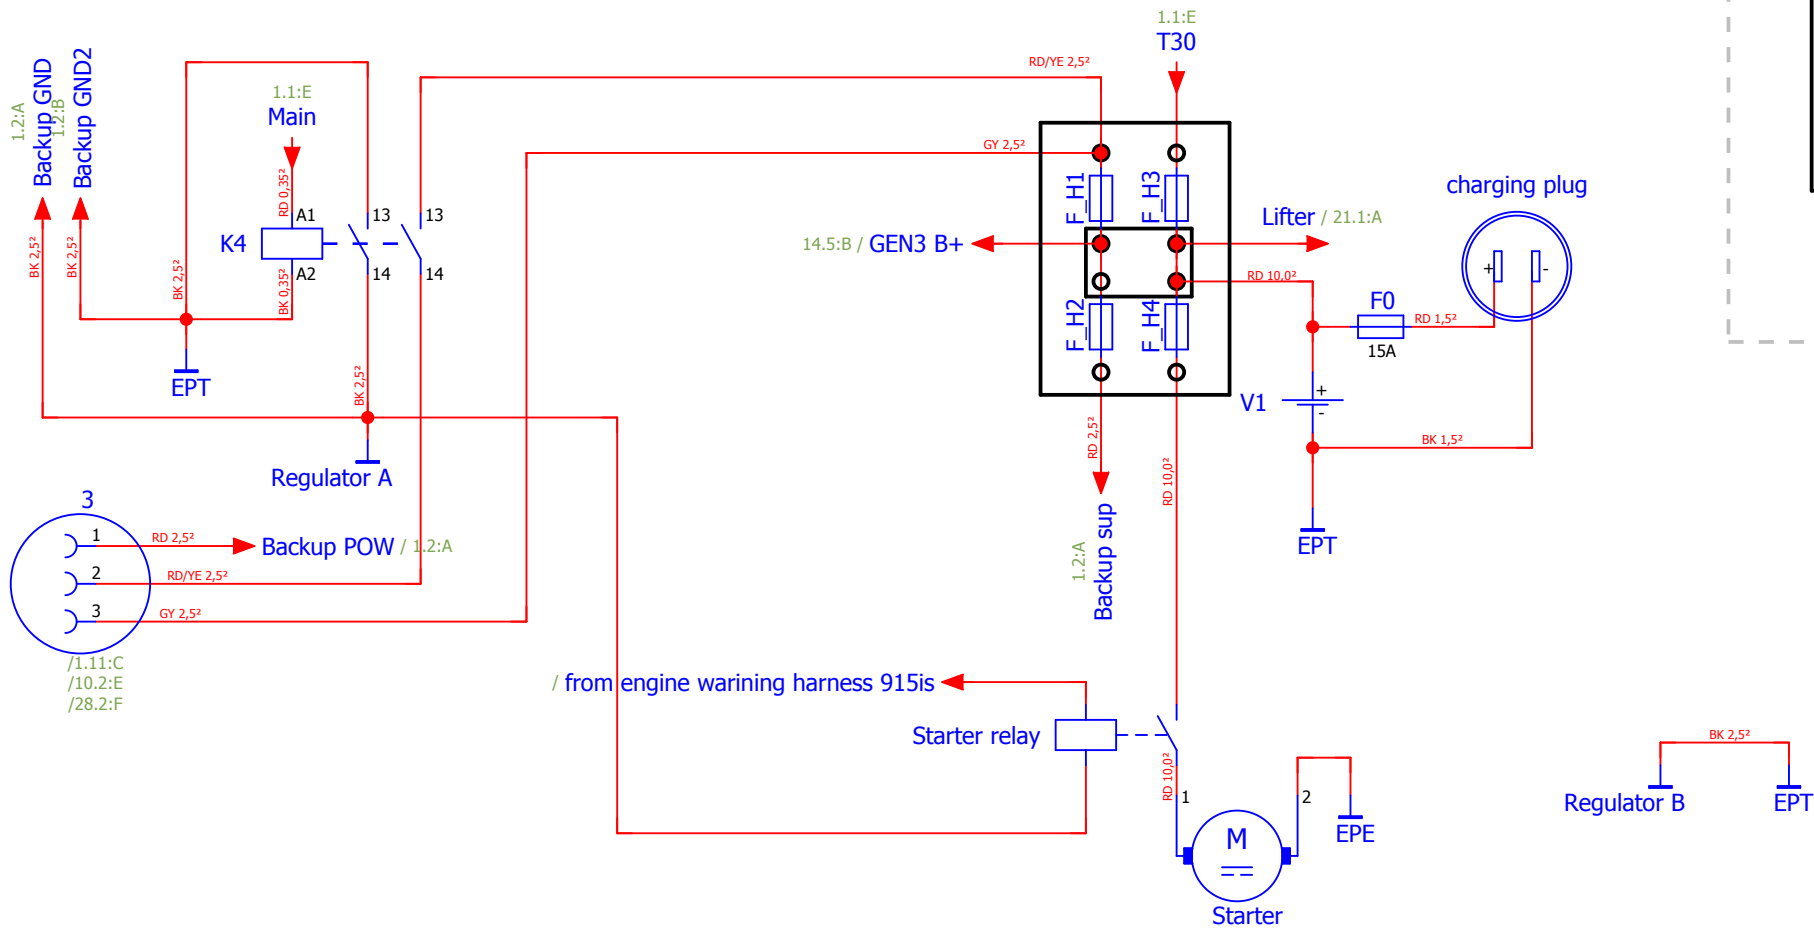 1.1:E
T30
RD/YE 2,5²
1.2:A
Backup GND
1.2:B
Backup GND2
1.1:E
Main
GY 2,5²
RD 0,35²
F_H1
F_H3
charging plug
A1
13
13
Lifter / 21.1:A
K4
14.5:B / GEN3 B+
BK 2,5²
BK 2,5²
BK 2,5²
A2
14
14
+
-
RD 10,0²
BK 0,35²
F0
F_H2
F_H4
RD 1,5²
15A
EPT
BK 2,5²
+
V1
-
RD 2,5²
BK 1,5²
Regulator A
RD 10,0²
3
1
RD 2,5²
Backup POW / 1.2:A
EPT
1.2:A
Backup sup
2
RD/YE 2,5²
3
GY 2,5²
/1.11:C
/10.2:E
/28.2:F
/ from engine warining harness 915is
Starter relay
BK 2,5²
RD 10,0²
1
2
Regulator B
EPT
M
EPE
Starter